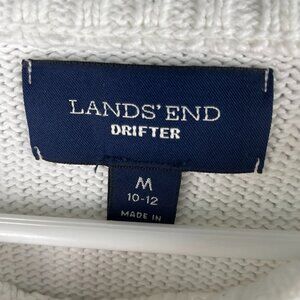 LANDS' END
DRIFTER
M
10-12
MADE IN